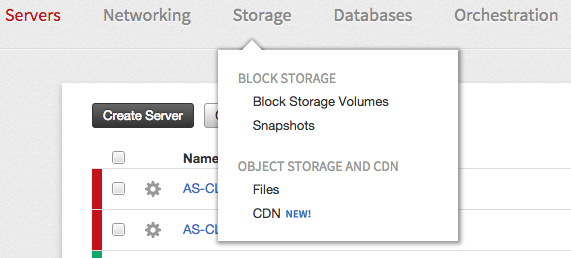 Servers Networking Storage Databases Orchestration
BLOCK STORAGE
Block Storage Volumes
Create Server
Snapshots
Name
OBJECT STORAGE AND CDN
Files
AS-CL
CDN NEW!
AS-CL